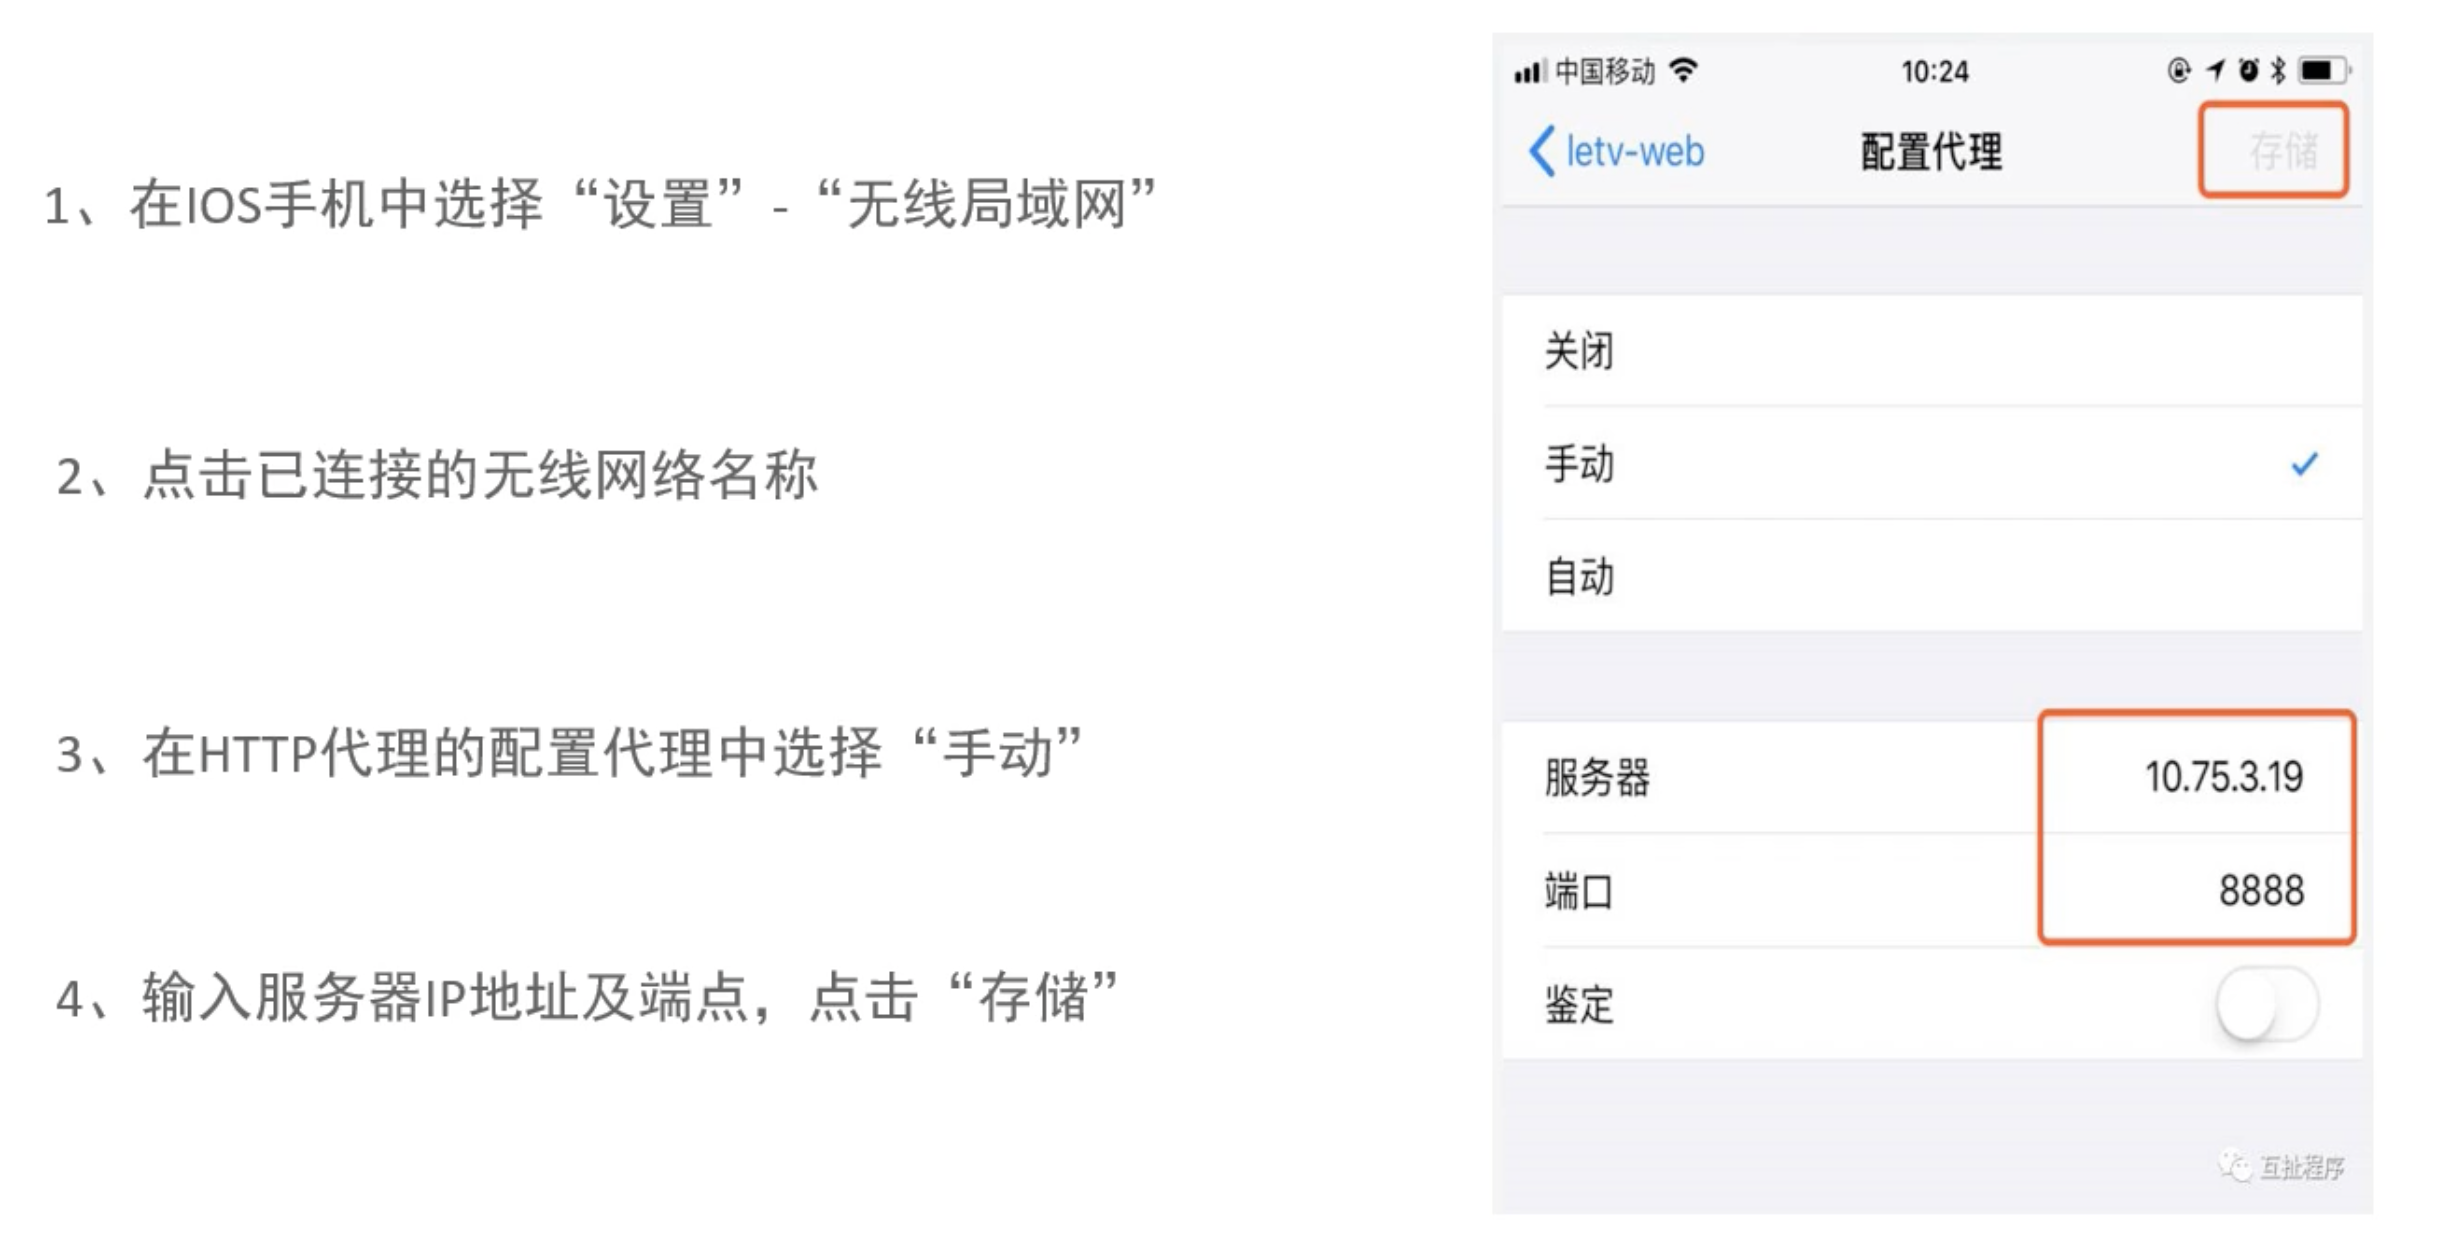 1、在IOS手机中选择“设置”-“无线局域网”
2、点击已连接的无线网络名称
3、在HTTP代理的配置代理中选择“手动”
4、输入服务器IP地址及端点，点击“存储”
中国移动 10:24
letv-web 配置代理 存储
关闭
手动
自动
服务器 10.75.3.19
端口 8888
鉴定
互扯程序